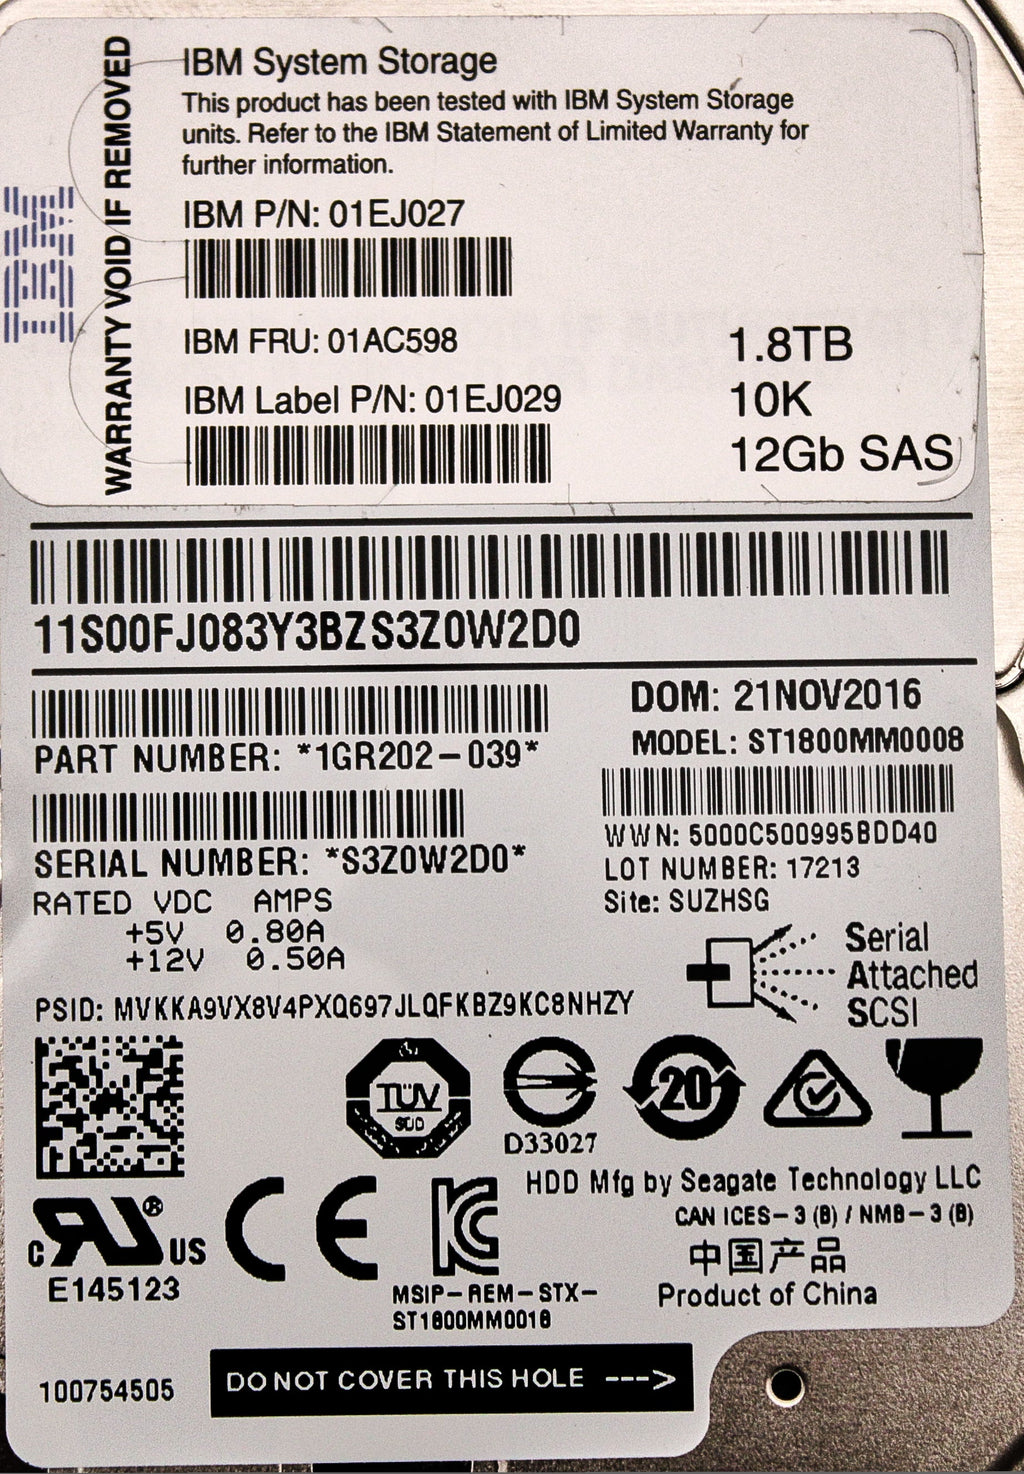 WARRANTY VOID IF REMOVED
IBM
IBM System Storage
This product has been tested with IBM System Storage
units. Refer to the IBM Statement of Limited Warranty for
further information.
IBM P/N: 01EJ027
IBM FRU: 01AC598
IBM Label P/N: 01EJ029
1.8TB
10K
12Gb SAS
11S00FJ083Y3BZS3Z0W2D0
PART NUMBER: *1GR202-039*
SERIAL NUMBER: *S3Z0W2D0*
RATED VDC AMPS
+5V 0.80A
+12V 0.50A
DOM: 21NOV2016
MODEL: ST1800MM0008
WWN: 5000C500995BDD40
LOT NUMBER: 17213
Site: SUZHSG
Serial
Attached
SCSI
PSID: MVKKA9VX8V4PXQ697JLQFKBZ9KC8NHZY
TÜV
SÜD
D33027
20
HDD Mfg by Seagate Technology LLC
CAN ICES-3 (B) / NMB-3 (B)
中国产品
Product of China
c RU ® US
E145123
CE
KC
MSIP-REM-STX-
ST1800MM0018
100754505
DO NOT COVER THIS HOLE --->